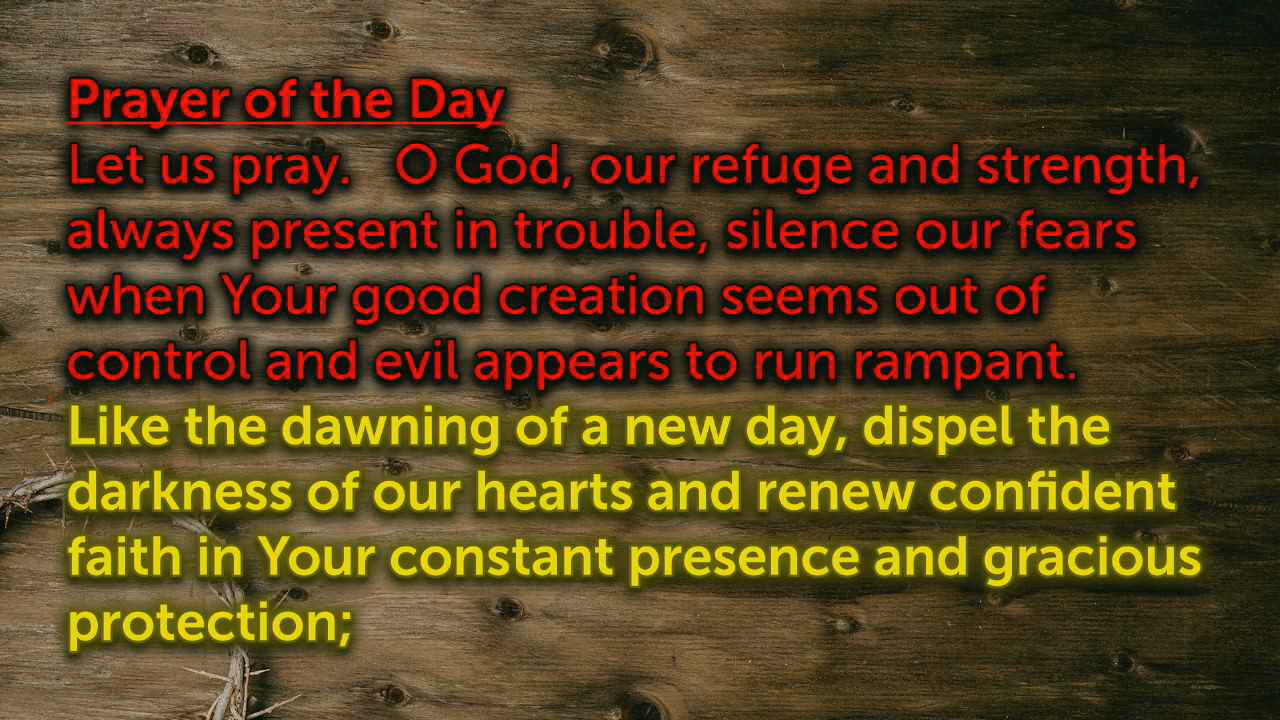 Prayer of the Day
Let us pray.   O God, our refuge and strength,
always present in trouble, silence our fears
when Your good creation seems out of
control and evil appears to run rampant.
Like the dawning of a new day, dispel the
darkness of our hearts and renew confident
faith in Your constant presence and gracious
protection;